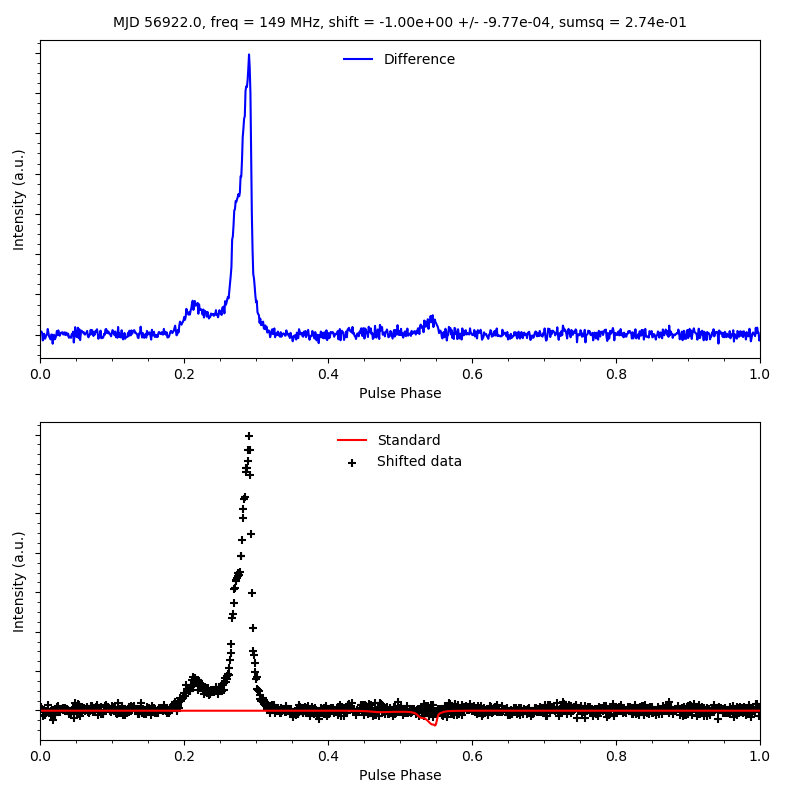 MJD 56922.0, freq = 149 MHz, shift = -1.00e+00 +/- -9.77e-04, sumsq = 2.74e-01
Difference
Intensity (a.u.)
0.0 0.2 0.4 0.6 0.8 1.0
Pulse Phase
Standard
Shifted data
Intensity (a.u.)
0.0 0.2 0.4 0.6 0.8 1.0
Pulse Phase